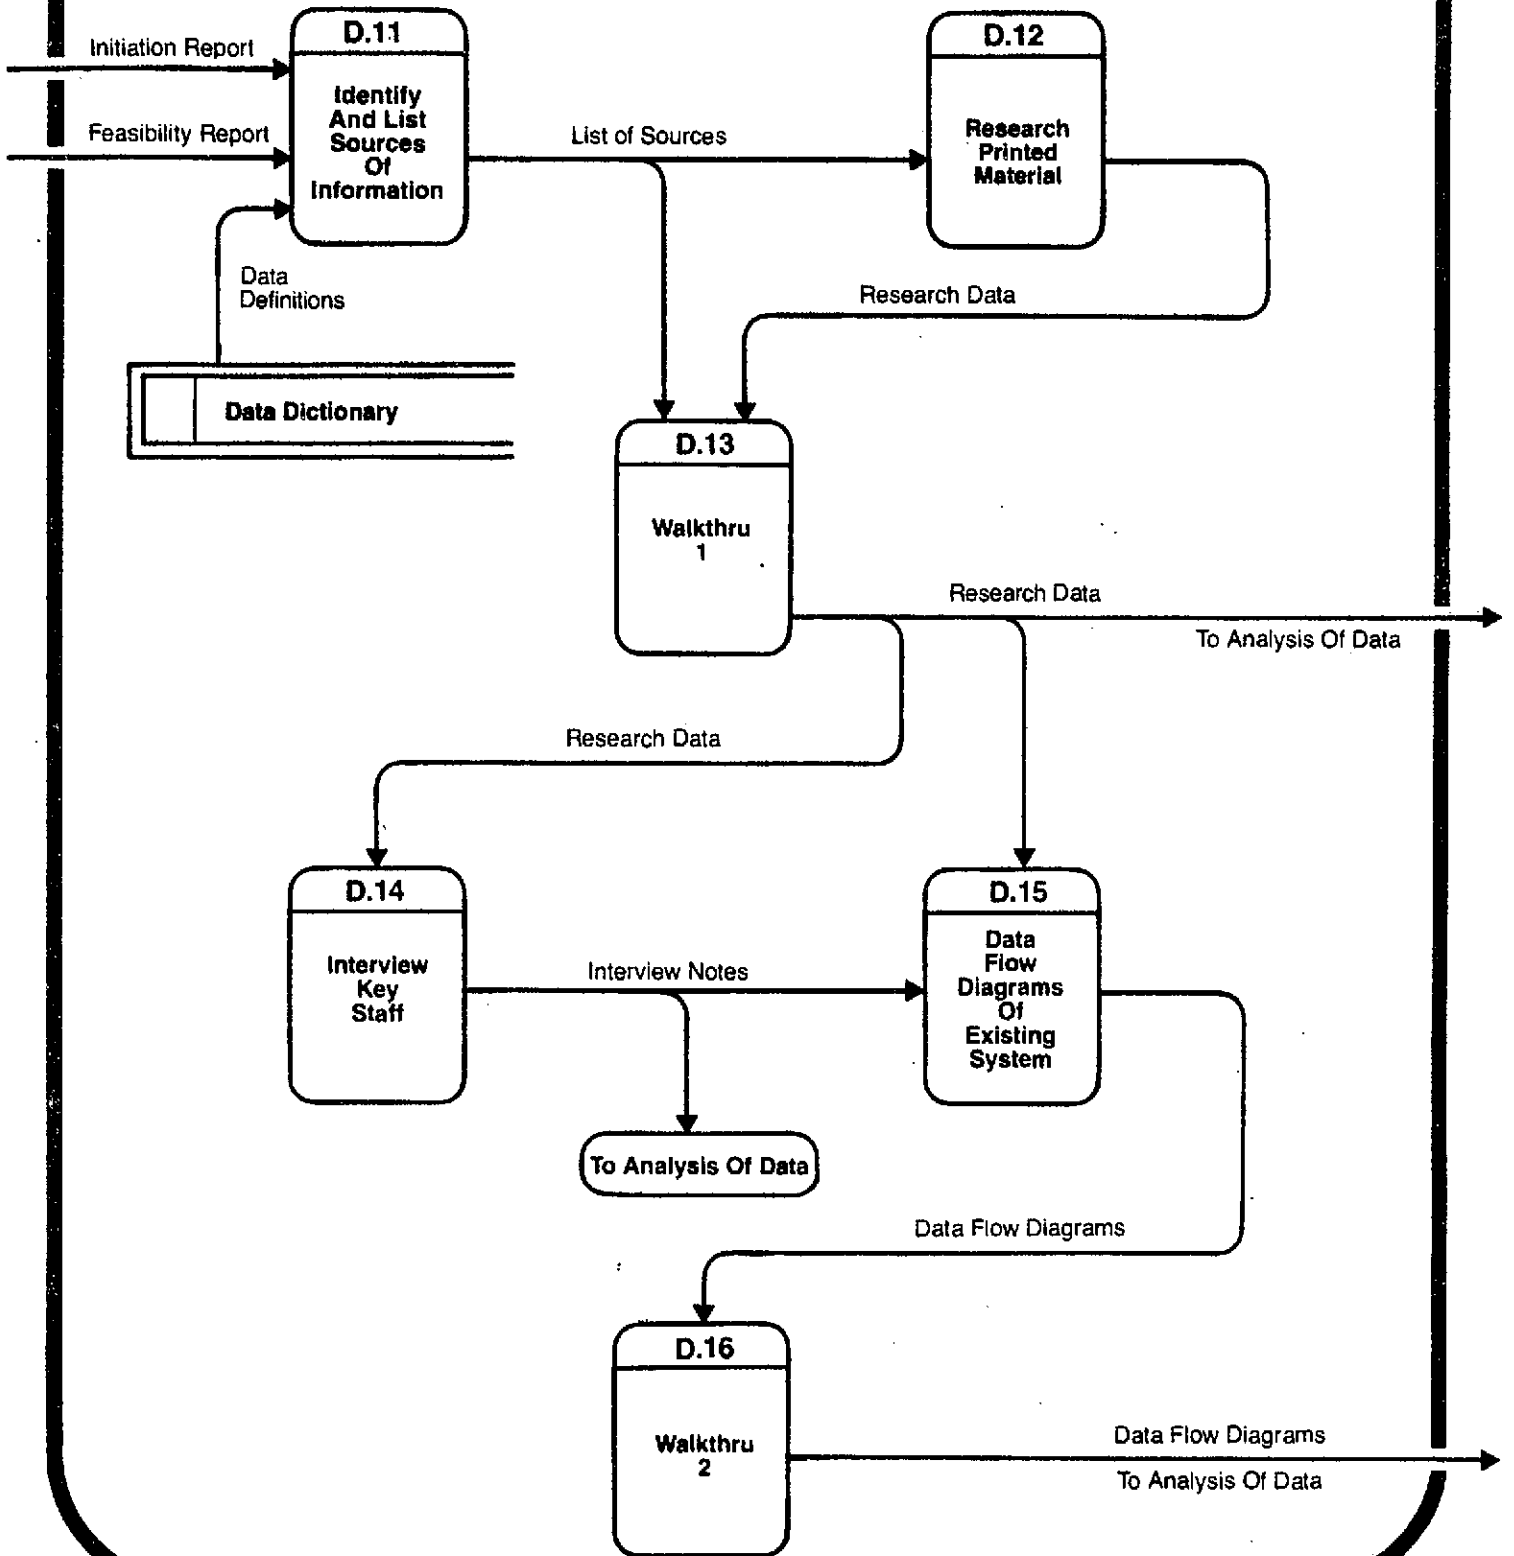 D.11
Identify
And List
Sources
Of
Information
Initiation Report
Feasibility Report
Data
Definitions
Data Dictionary
List of Sources
D.12
Research
Printed
Material
Research Data
D.13
Walkthru
1
Research Data
To Analysis Of Data
Research Data
D.14
Interview
Key
Staff
Interview Notes
D.15
Data
Flow
Diagrams
Of
Existing
System
To Analysis Of Data
Data Flow Diagrams
D.16
Walkthru
2
Data Flow Diagrams
To Analysis Of Data